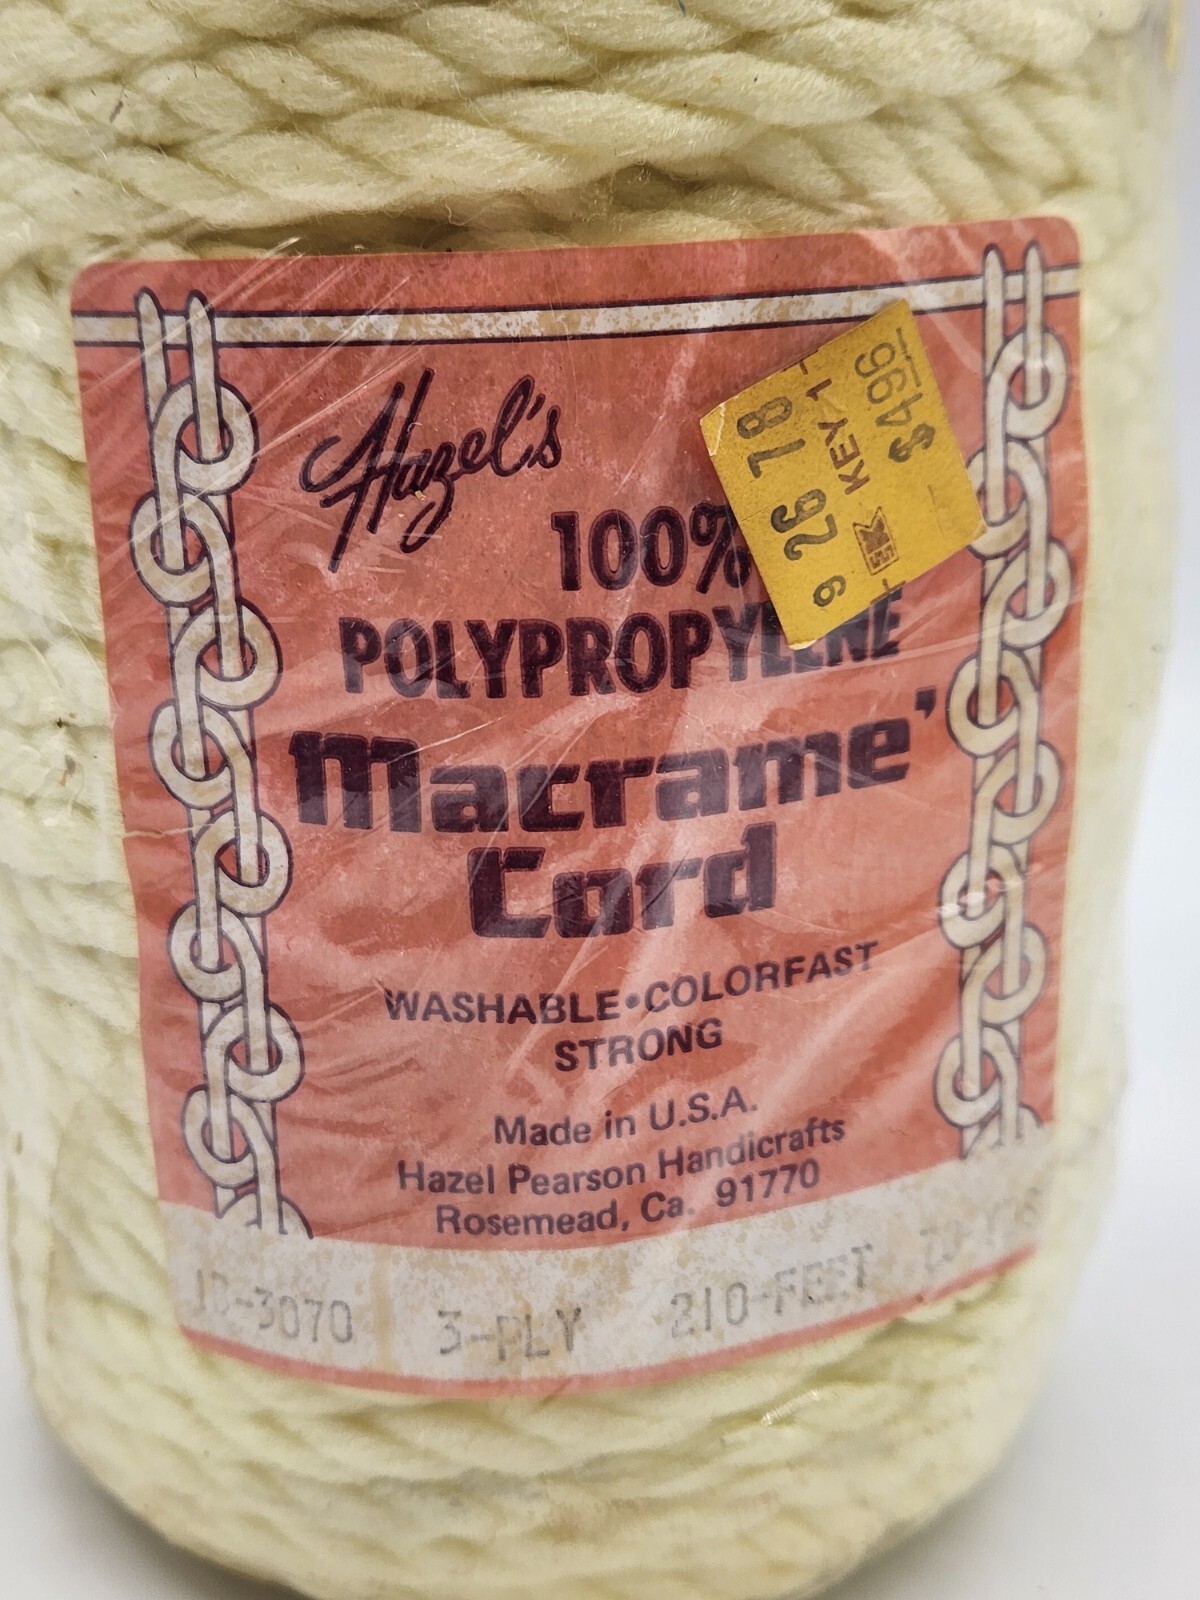 Hazel's
100%
POLYPROPYLENE
Macrame'
Cord
WASHABLE•COLORFAST
STRONG
Made in U.S.A.
Hazel Pearson Handicrafts
Rosemead, Ca. 91770
3070 3-PLY 210-FEET
9 26 78
KEY 1
$4.96